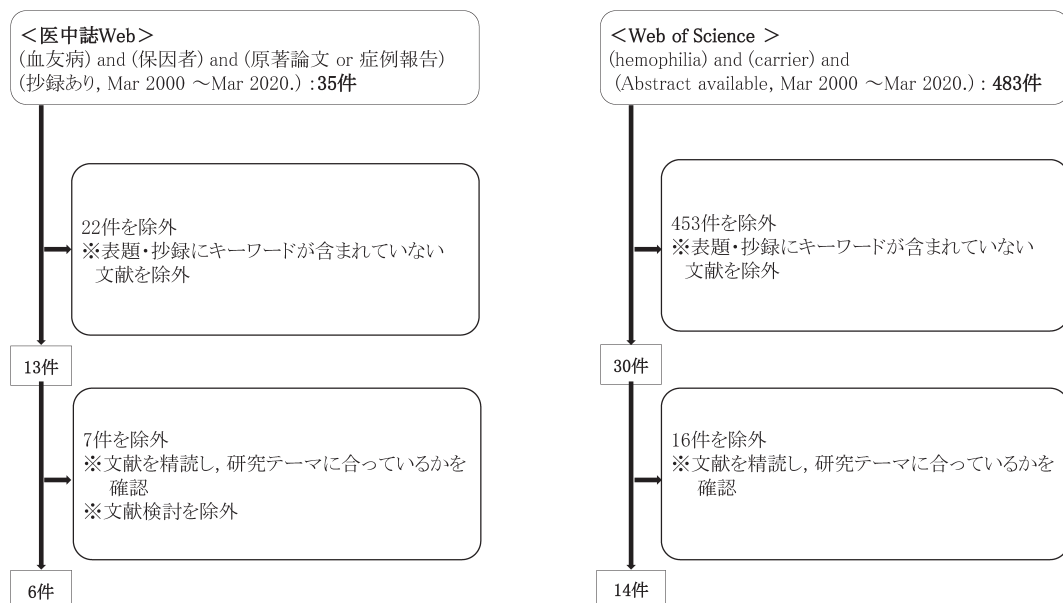 ＜医中誌Web＞
(血友病) and (保因者) and (原著論文 or 症例報告)
(抄録あり, Mar 2000 ～Mar 2020.) : 35件
22件を除外
※表題・抄録にキーワードが含まれていない
文献を除外
13件
7件を除外
※文献を精読し, 研究テーマに合っているかを
確認
※文献検討を除外
6件
＜Web of Science ＞
(hemophilia) and (carrier) and
(Abstract available, Mar 2000 ～Mar 2020.) : 483件
453件を除外
※表題・抄録にキーワードが含まれていない
文献を除外
30件
16件を除外
※文献を精読し, 研究テーマに合っているかを
確認
14件